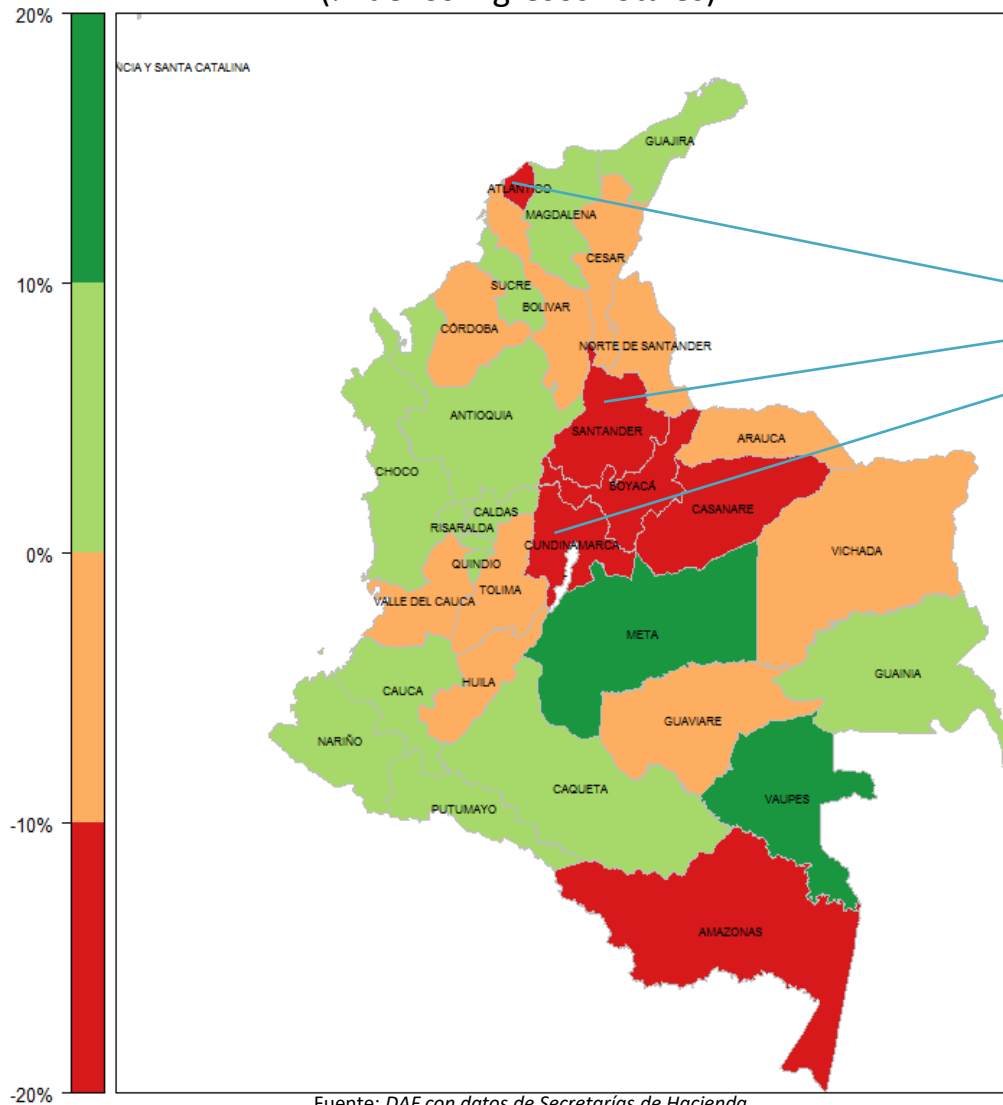 20%
10%
0%
-10%
-20%
Y SANTA CATALINA
GUAJIRA
ATLANTICO
MAGDALENA
CESAR
SUCRE
BOLIVAR
CÓRDOBA
NORTE DE SANTANDER
ANTIOQUIA
SANTANDER
ARAUCA
CHOCO
BOYACÁ
CALDAS
CASANARE
RISARALDA
CUNDINAMARCA
VICHADA
QUINDIO
TOLIMA
VALLE DEL CAUCA
META
GUAINIA
HUILA
CAUCA
GUAVIARE
NARIÑO
CAQUETA
VAUPES
PUTUMAYO
AMAZONAS
Fuente: DAF con datos de Secretarías de Hacienda